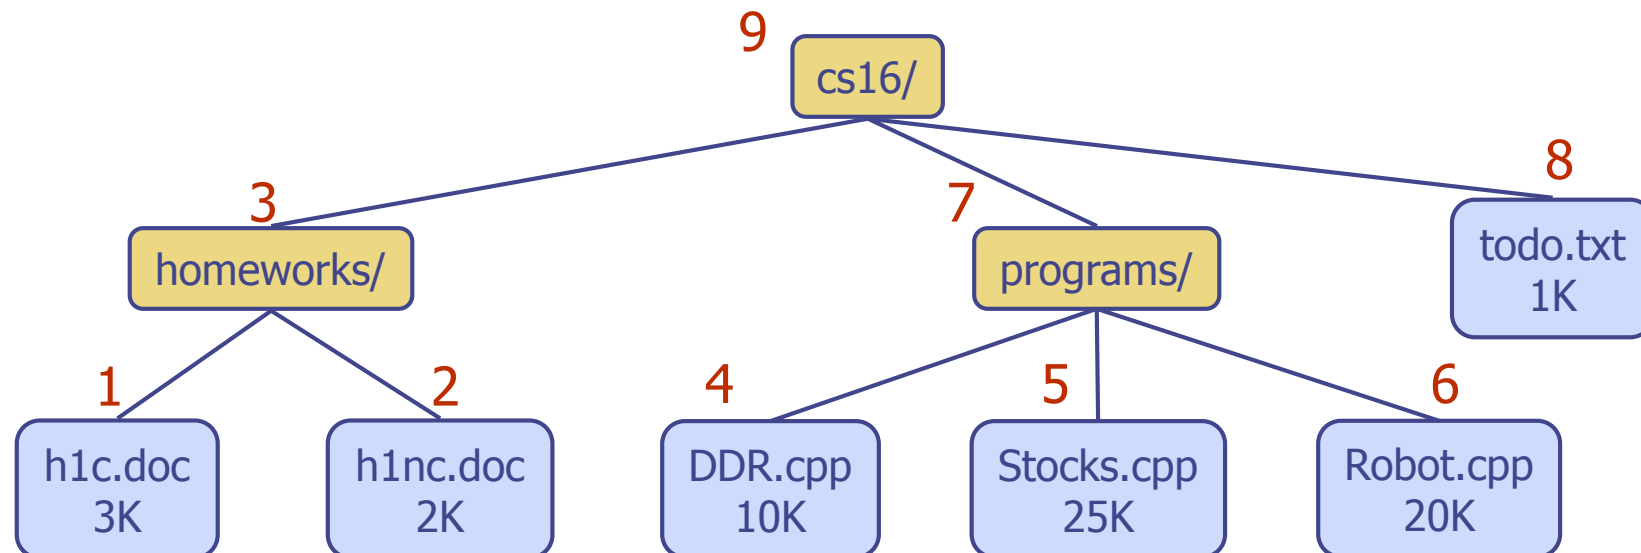 9
cs16/
3
7
8
homeworks/
programs/
todo.txt
1K
1
2
4
5
6
h1c.doc
3K
h1nc.doc
2K
DDR.cpp
10K
Stocks.cpp
25K
Robot.cpp
20K